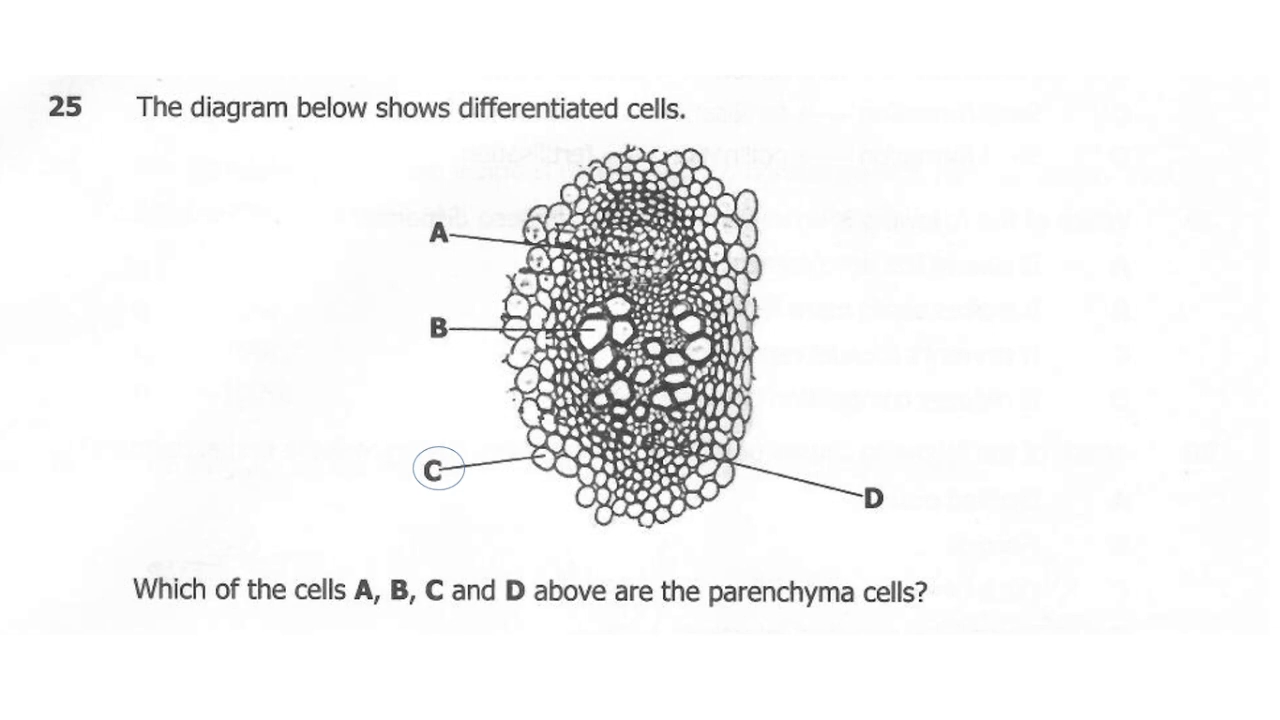 25 The diagram below shows differentiated cells.
A
B
C
D
Which of the cells A, B, C and D above are the parenchyma cells?